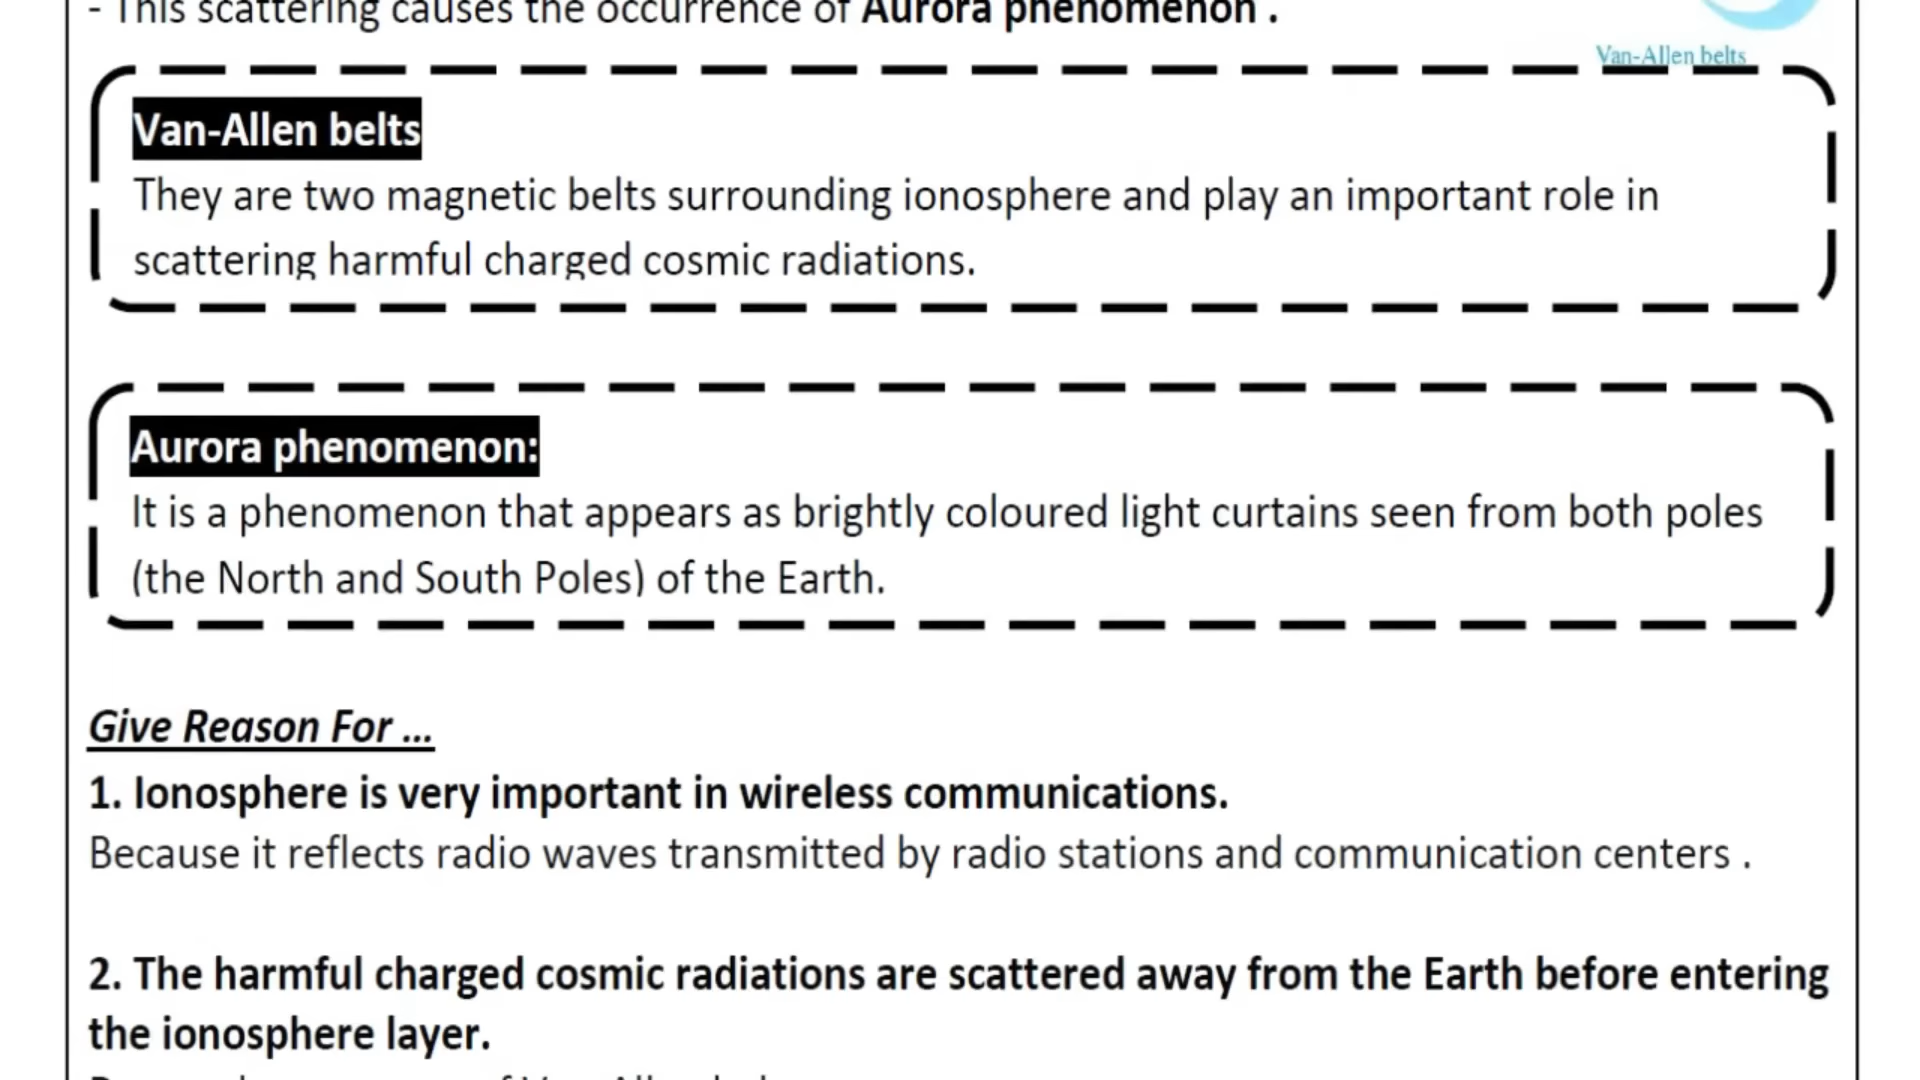 - This scattering causes the occurrence of Aurora phenomenon .
Van-Allen belts
Van-Allen belts
They are two magnetic belts surrounding ionosphere and play an important role in
scattering harmful charged cosmic radiations.
Aurora phenomenon:
It is a phenomenon that appears as brightly coloured light curtains seen from both poles
(the North and South Poles) of the Earth.
Give Reason For ...
1. Ionosphere is very important in wireless communications.
Because it reflects radio waves transmitted by radio stations and communication centers .
2. The harmful charged cosmic radiations are scattered away from the Earth before entering
the ionosphere layer.